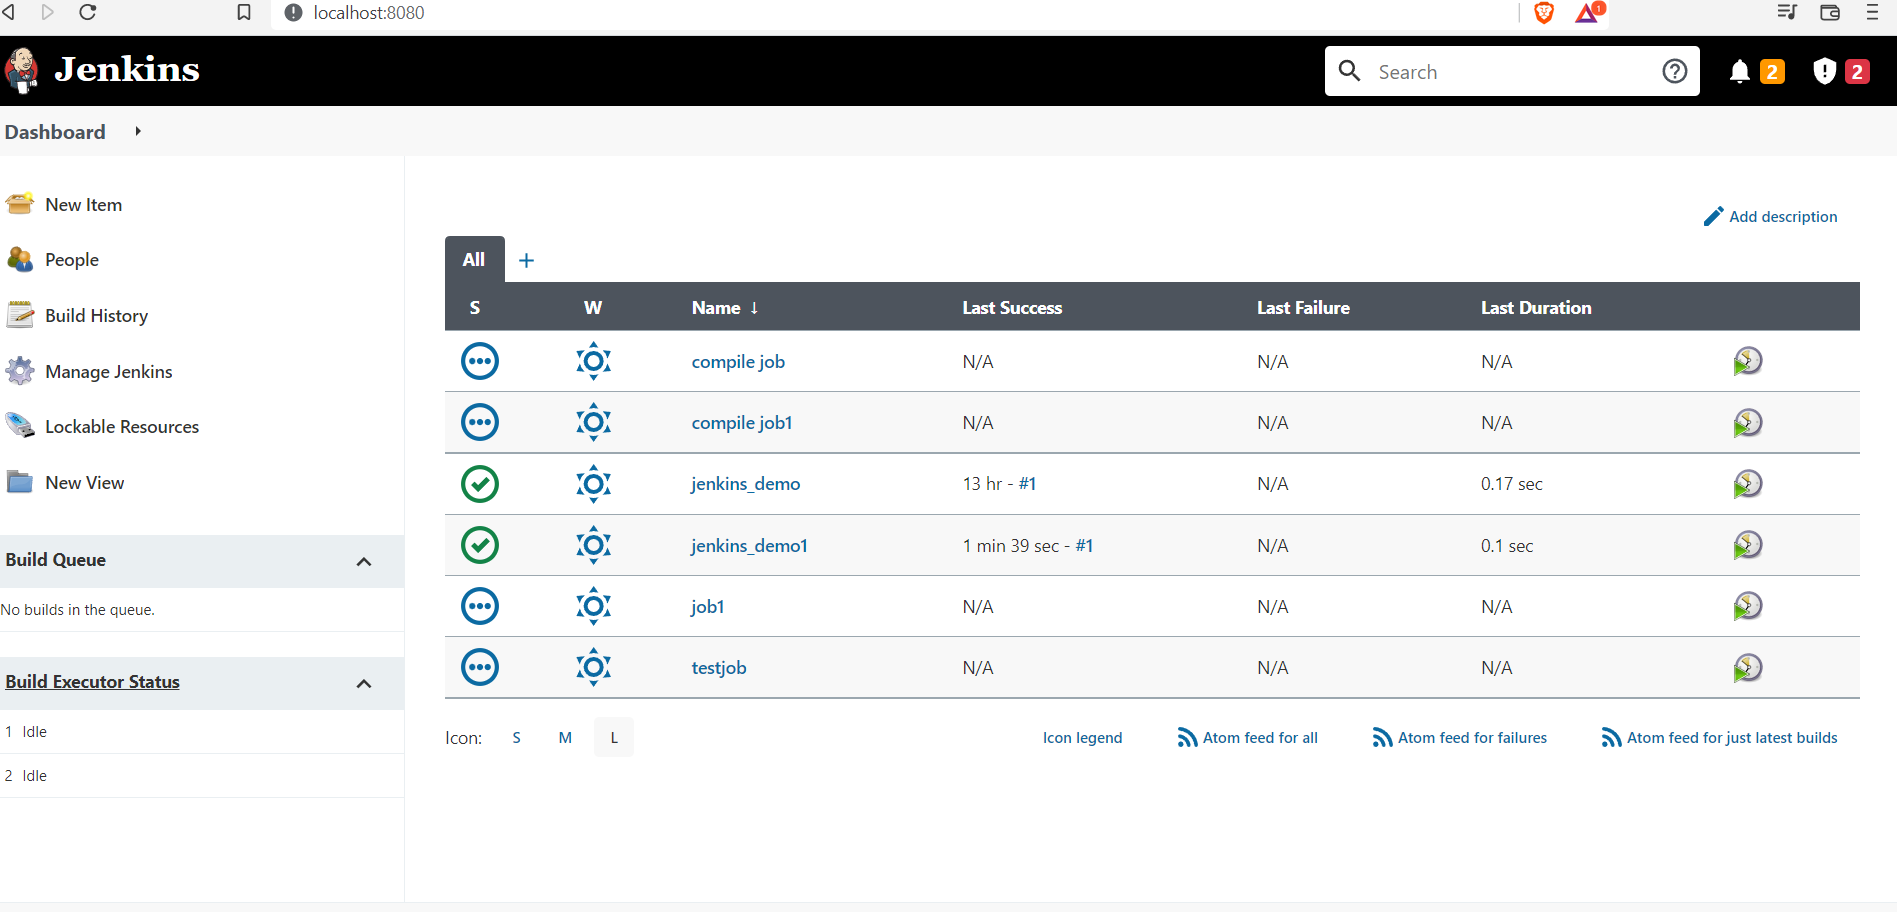 localhost:8080
1
Jenkins
Search
2
2
Dashboard
New Item
People
Build History
Manage Jenkins
Lockable Resources
New View
Build Queue
No builds in the queue.
Build Executor Status
1 Idle
2 Idle
Add description
All +
S W Name ↓ Last Success Last Failure Last Duration
compile job N/A N/A N/A
compile job1 N/A N/A N/A
jenkins_demo 13 hr - #1 N/A 0.17 sec
jenkins_demo1 1 min 39 sec - #1 N/A 0.1 sec
job1 N/A N/A N/A
testjob N/A N/A N/A
Icon: S M L Icon legend Atom feed for all Atom feed for failures Atom feed for just latest builds